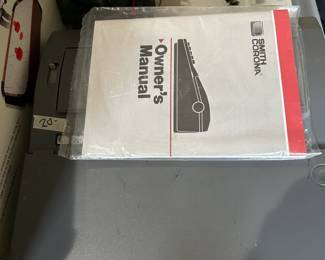 SMITH
CORONA
Owner's
Manual
20-